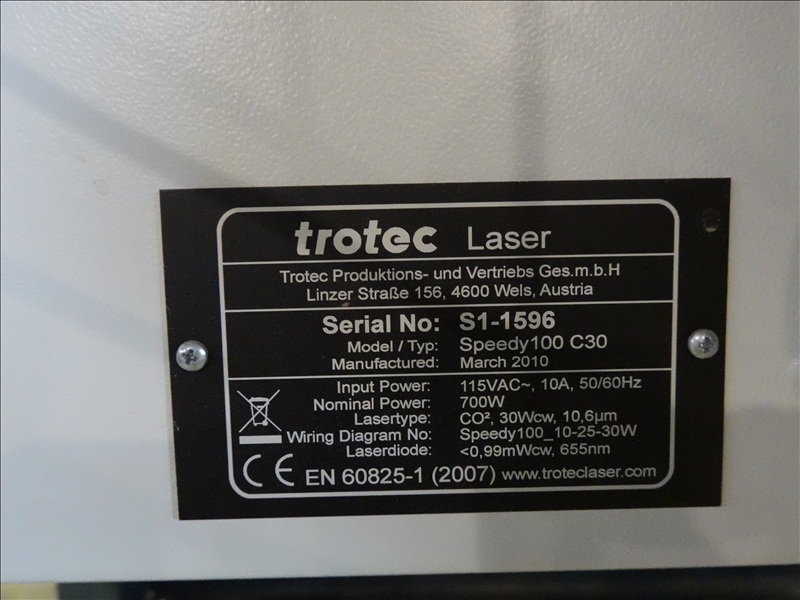 trotec Laser
Trotec Produktions- und Vertriebs Ges.m.b.H
Linzer Straße 156, 4600 Wels, Austria
Serial No: S1-1596
Model / Typ: Speedy100 C30
Manufactured: March 2010
Input Power: 115VAC~, 10A, 50/60Hz
Nominal Power: 700W
Lasertype: CO², 30Wcw, 10,6µm
Wiring Diagram No: Speedy100_10-25-30W
Laserdiode: <0,99mWcw, 655nm
CE EN 60825-1 (2007) www.troteclaser.com